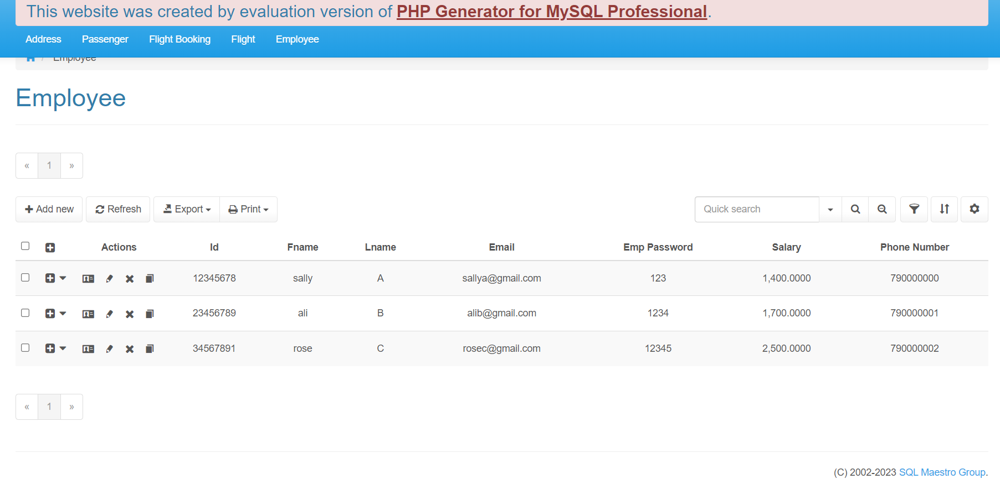 This website was created by evaluation version of PHP Generator for MySQL Professional.
Address Passenger Flight Booking Flight Employee
/ Employee
Employee
« 1 »
Add new Refresh Export Print Quick search
Actions Id Fname Lname Email Emp Password Salary Phone Number
12345678 sally A sallya@gmail.com 123 1,400.0000 790000000
23456789 ali B alib@gmail.com 1234 1,700.0000 790000001
34567891 rose C rosec@gmail.com 12345 2,500.0000 790000002
« 1 »
(C) 2002-2023 SQL Maestro Group.